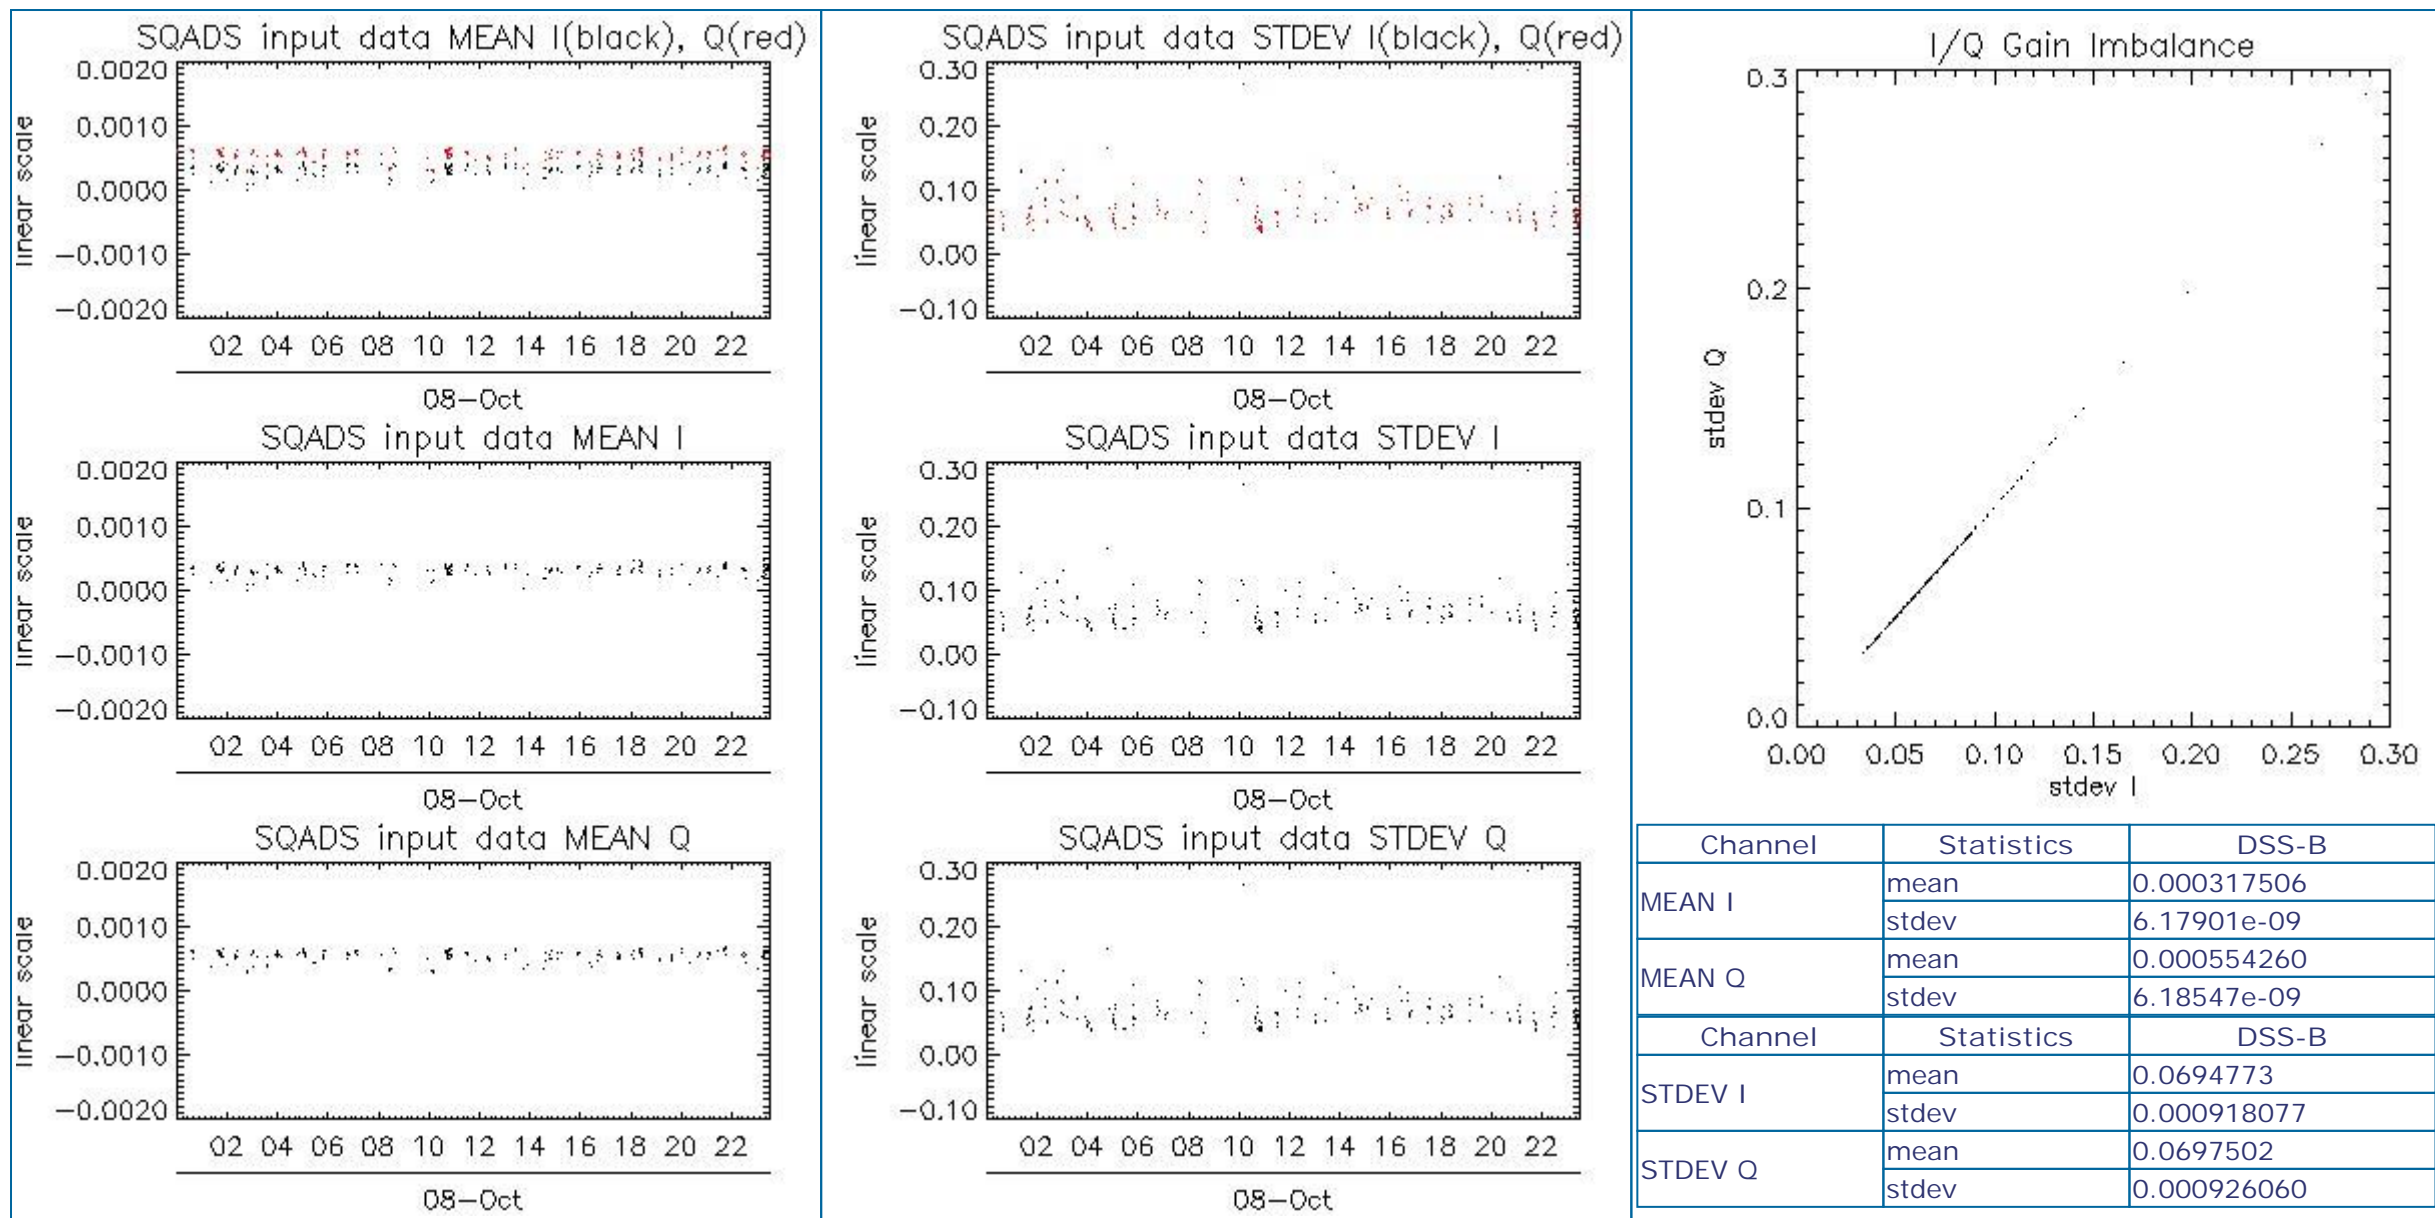 SQADS input data MEAN I(black), Q(red)
0.0020
0.0010
0.0000
−0.0010
−0.0020
linear scale
02 04 06 08 10 12 14 16 18 20 22
08−Oct
SQADS input data MEAN I
0.0020
0.0010
0.0000
−0.0010
−0.0020
linear scale
02 04 06 08 10 12 14 16 18 20 22
08−Oct
SQADS input data MEAN Q
0.0020
0.0010
0.0000
−0.0010
−0.0020
linear scale
02 04 06 08 10 12 14 16 18 20 22
08−Oct
SQADS input data STDEV I(black), Q(red)
0.30
0.20
0.10
0.00
−0.10
linear scale
02 04 06 08 10 12 14 16 18 20 22
08−Oct
SQADS input data STDEV I
0.30
0.20
0.10
0.00
−0.10
linear scale
02 04 06 08 10 12 14 16 18 20 22
08−Oct
SQADS input data STDEV Q
0.30
0.20
0.10
0.00
−0.10
linear scale
02 04 06 08 10 12 14 16 18 20 22
08−Oct
I/Q Gain Imbalance
0.3
0.2
0.1
0.0
stdev Q
0.00 0.05 0.10 0.15 0.20 0.25 0.30
stdev I
Channel Statistics DSS-B
MEAN I
mean 0.000317506
stdev 6.17901e-09
MEAN Q
mean 0.000554260
stdev 6.18547e-09
Channel Statistics DSS-B
STDEV I
mean 0.0694773
stdev 0.000918077
STDEV Q
mean 0.0697502
stdev 0.000926060